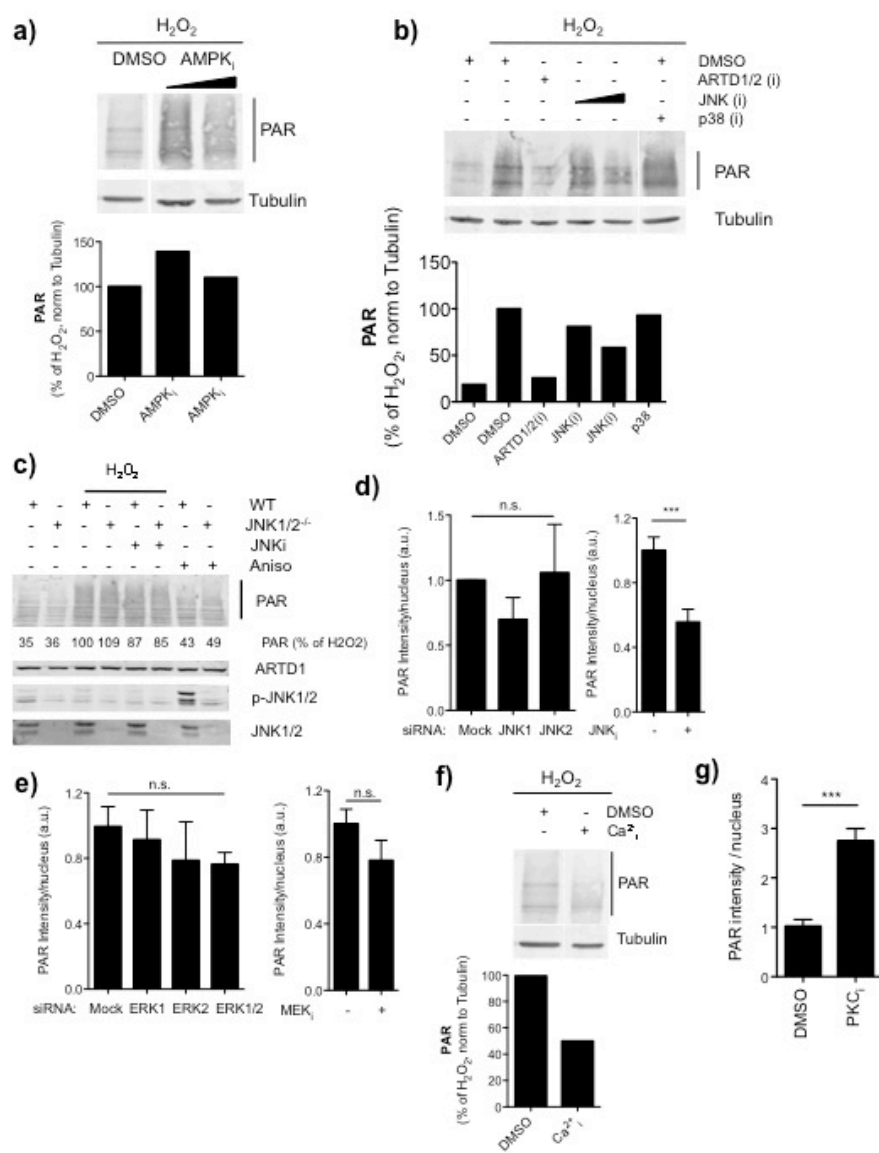 a)
H₂O₂
DMSO AMPKᵢ
PAR
Tubulin
PAR
(% of H₂O₂, norm to Tubulin)
150
100
50
0
DMSO
AMPKᵢ
AMPKᵢ
b)
H₂O₂
+ + - - - + DMSO
- - + - - - ARTD1/2 (i)
- - - JNK (i)
- - - - - + p38 (i)
PAR
Tubulin
PAR
(% of H₂O₂, norm to Tubulin)
150
100
50
0
DMSO
DMSO
ARTD1/2(i)
JNK(i)
JNK(i)
p38
c)
H₂O₂
+ - + - + - + - WT
- + - + - + - + JNK1/2⁻/⁻
- - - - + + - - JNKi
- - - - - - + + Aniso
PAR
35 36 100 109 87 85 43 49 PAR (% of H2O2)
ARTD1
p-JNK1/2
JNK1/2
d)
PAR Intensity/nucleus (a.u.)
1.5
1.0
0.5
0.0
n.s.
siRNA: Mock JNK1 JNK2
PAR Intensity/nucleus (a.u.)
1.2
0.8
0.4
0.0
***
JNKᵢ - +
e)
PAR Intensity/nucleus (a.u.)
1.2
0.8
0.4
0.0
n.s.
siRNA: Mock ERK1 ERK2 ERK1/2
PAR Intensity/nucleus (a.u.)
1.2
0.8
0.4
0.0
n.s.
MEKᵢ - +
f)
H₂O₂
+ - DMSO
- + Ca²ᵢ
PAR
Tubulin
PAR
(% of H₂O₂, norm to Tubulin)
100
80
60
40
20
0
DMSO
Ca²⁺ᵢ
g)
PAR intensity / nucleus
4
3
2
1
0
***
DMSO
PKCᵢ